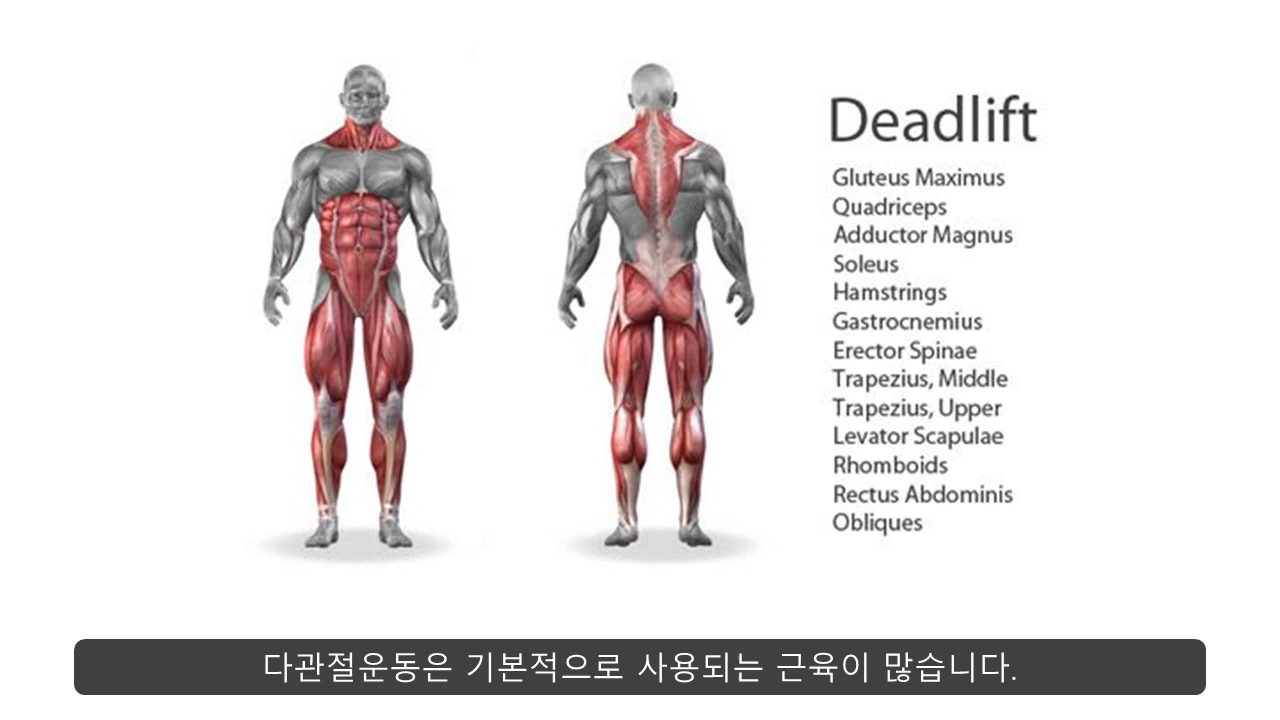 Deadlift
Gluteus Maximus
Quadriceps
Adductor Magnus
Soleus
Hamstrings
Gastrocnemius
Erector Spinae
Trapezius, Middle
Trapezius, Upper
Levator Scapulae
Rhomboids
Rectus Abdominis
Obliques
다관절운동은 기본적으로 사용되는 근육이 많습니다.